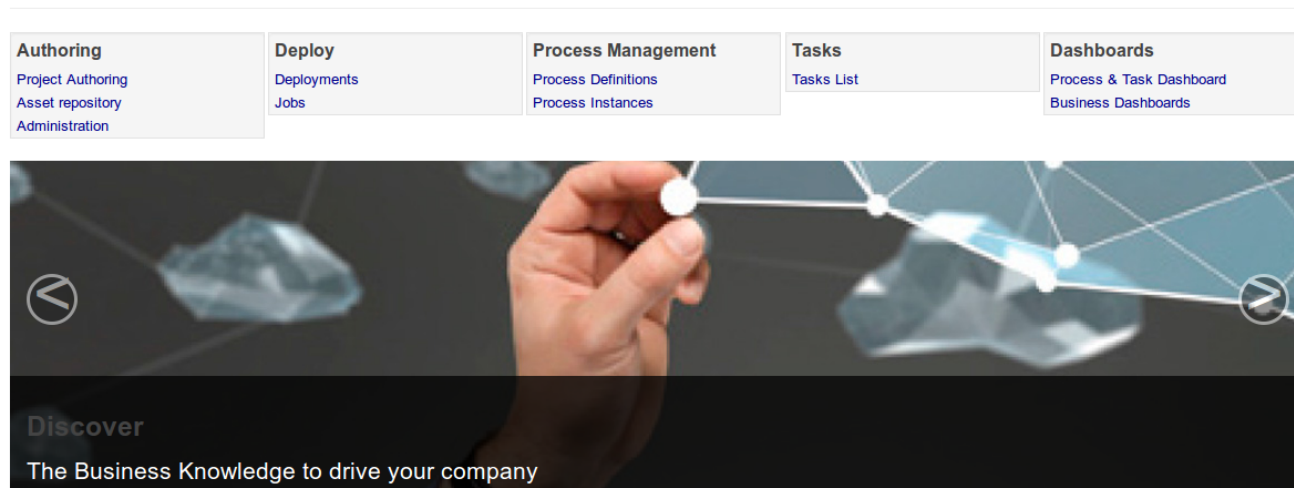 Authoring
Project Authoring
Asset repository
Administration
Deploy
Deployments
Jobs
Process Management
Process Definitions
Process Instances
Tasks
Tasks List
Dashboards
Process & Task Dashboard
Business Dashboards
Discover
The Business Knowledge to drive your company